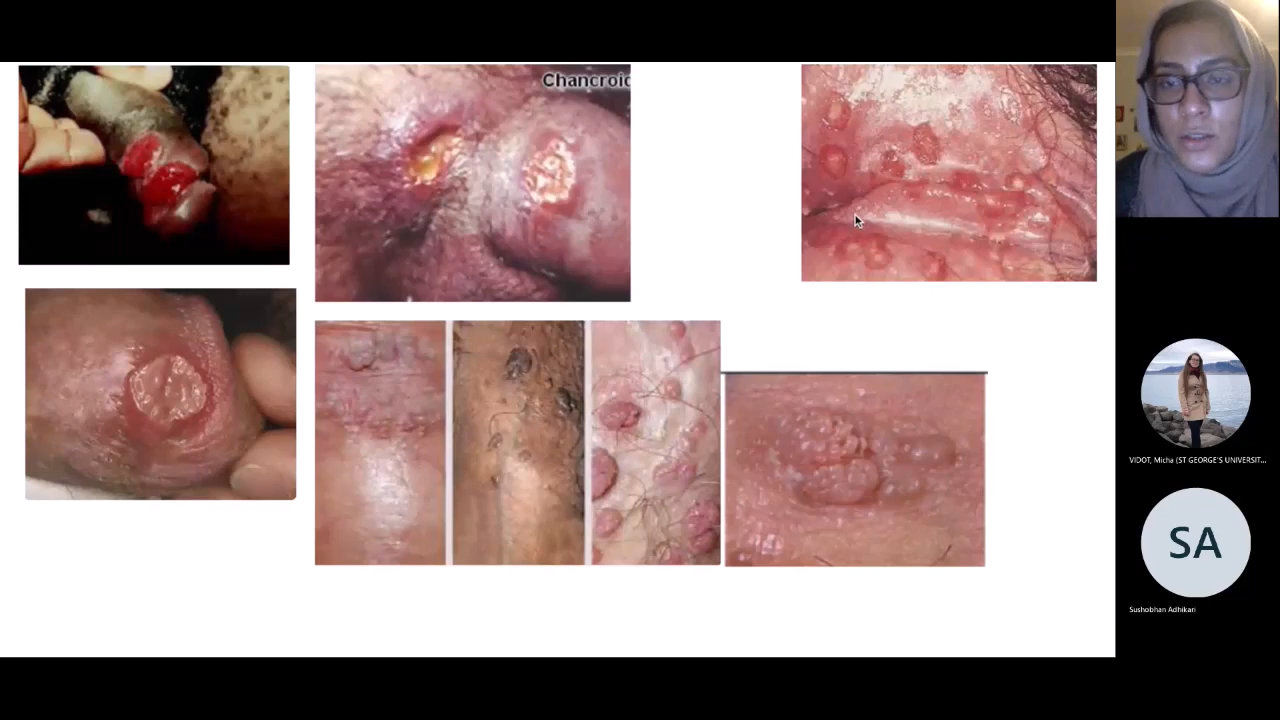 Chancroid
VIDOT, Micha (ST GEORGE'S UNIVERSIT...
SA
Sushobhan Adhikari